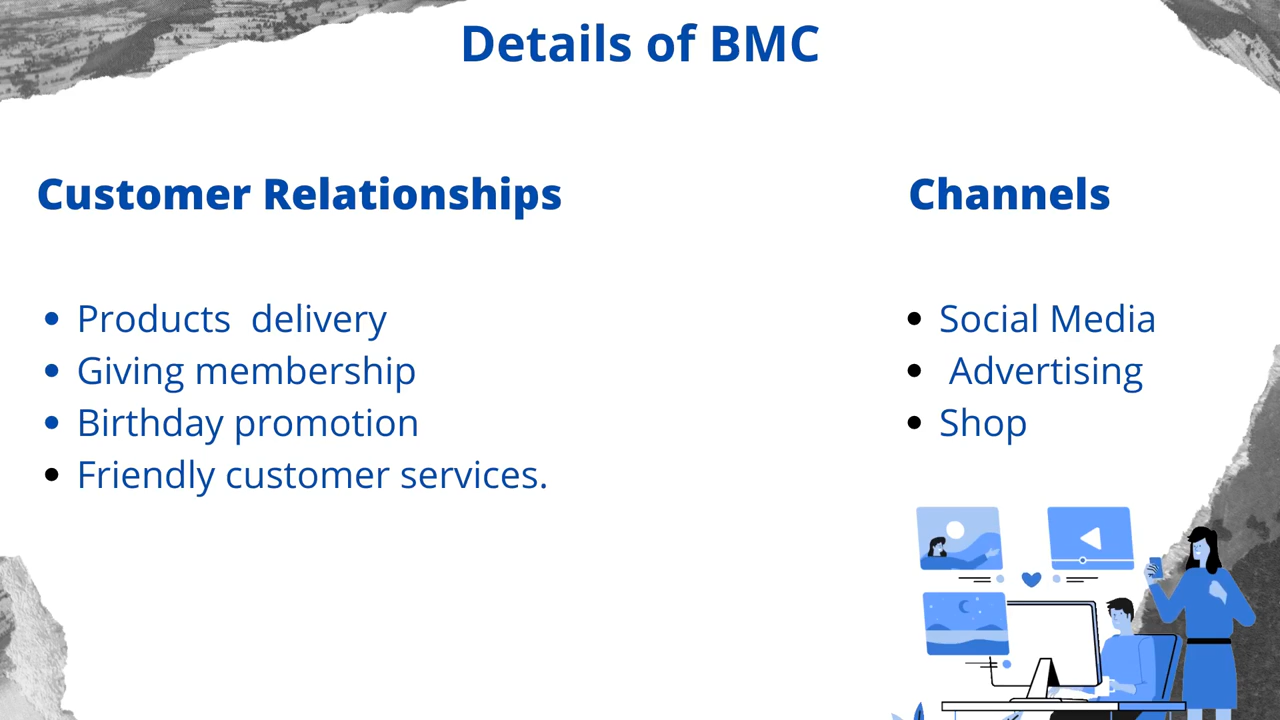 Details of BMC
Customer Relationships
Products delivery
Giving membership
Birthday promotion
Friendly customer services.
Channels
Social Media
Advertising
Shop